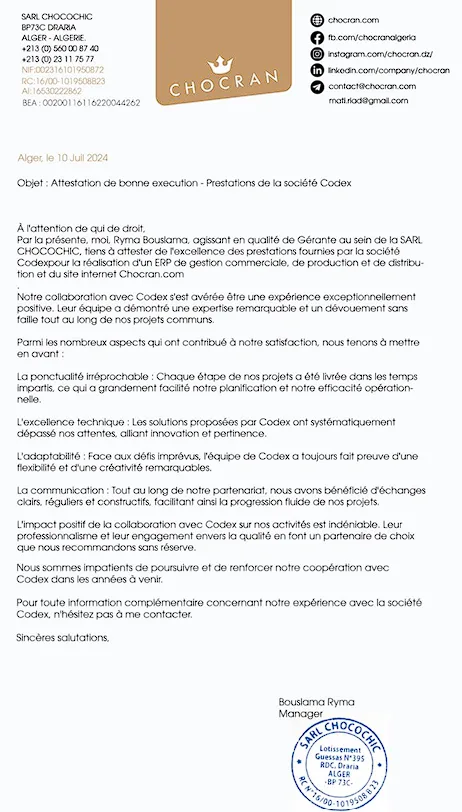 SARL CHOCOCHIC
BP73C DRARIA
ALGER - ALGERIE.
+213 (0) 560 00 87 40
+213 (0) 23 11 75 77
NIF:002316101950872
RC:16/00-1019508B23
AI:16530222862
BEA : 00200116116220044262
CHOCRAN
chocran.com
fb.com/chocranalgeria
instagram.com/chocran.dz/
linkedin.com/company/chocran
contact@chocran.com
mati.riad@gmail.com
Alger, le 10 Juil 2024
Objet : Attestation de bonne execution - Prestations de la société Codex
À l'attention de qui de droit,
Par la présente, moi, Ryma Bouslama, agissant en qualité de Gérante au sein de la SARL
CHOCOCHIC, tiens à attester de l'excellence des prestations fournies par la société
Codexpour la réalisation d'un ERP de gestion commerciale, de production et de distribu-
tion et du site internet Chocran.com
.
Notre collaboration avec Codex s'est avérée être une expérience exceptionnellement
positive. Leur équipe a démontré une expertise remarquable et un dévouement sans
faille tout au long de nos projets communs.
Parmi les nombreux aspects qui ont contribué à notre satisfaction, nous tenons à mettre
en avant :
La ponctualité irréprochable : Chaque étape de nos projets a été livrée dans les temps
impartis, ce qui a grandement facilité notre planification et notre efficacité opération-
nelle.
L'excellence technique : Les solutions proposées par Codex ont systématiquement
dépassé nos attentes, alliant innovation et pertinence.
L'adaptabilité : Face aux défis imprévus, l'équipe de Codex a toujours fait preuve d'une
flexibilité et d'une créativité remarquables.
La communication : Tout au long de notre partenariat, nous avons bénéficié d'échanges
clairs, réguliers et constructifs, facilitant ainsi la progression fluide de nos projets.
L'impact positif de la collaboration avec Codex sur nos activités est indéniable. Leur
professionnalisme et leur engagement envers la qualité en font un partenaire de choix
que nous recommandons sans réserve.
Nous sommes impatients de poursuivre et de renforcer notre coopération avec
Codex dans les années à venir.
Pour toute information complémentaire concernant notre expérience avec la société
Codex, n'hésitez pas à me contacter.
Sincères salutations,
Bouslama Ryma
Manager
SARL CHOCOCHIC
Lotissement
Guessas N°395
RDC, Draria
ALGER
-BP 73C-
RC N°16/00-1019508 B 23